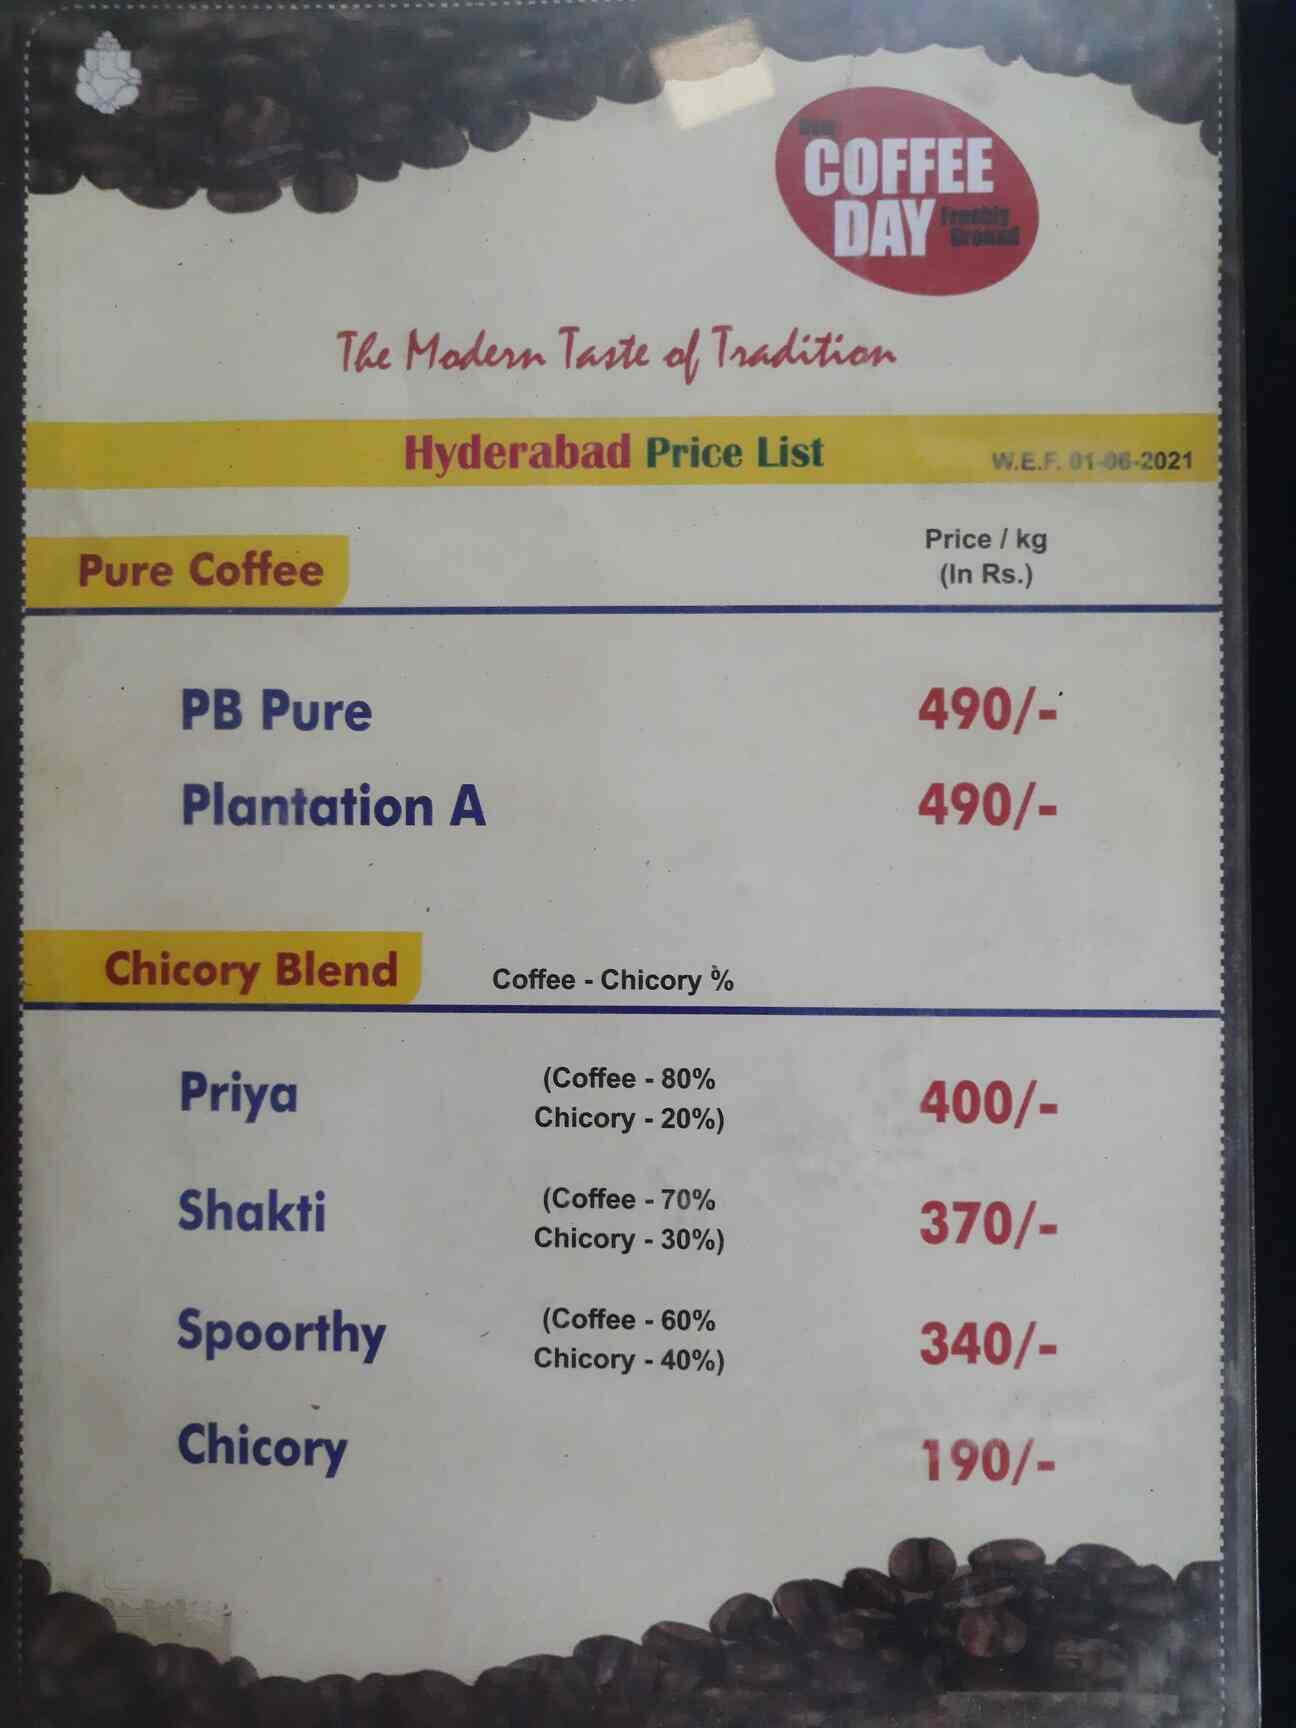 COFFEE
DAY
Freshly
Ground
The Modern Taste of Tradition
Hyderabad Price List
W.E.F. 01-06-2021
Pure Coffee
Price / kg
(In Rs.)
PB Pure 490/-
Plantation A 490/-
Chicory Blend Coffee - Chicory %
Priya (Coffee - 80% Chicory - 20%) 400/-
Shakti (Coffee - 70% Chicory - 30%) 370/-
Spoorthy (Coffee - 60% Chicory - 40%) 340/-
Chicory 190/-